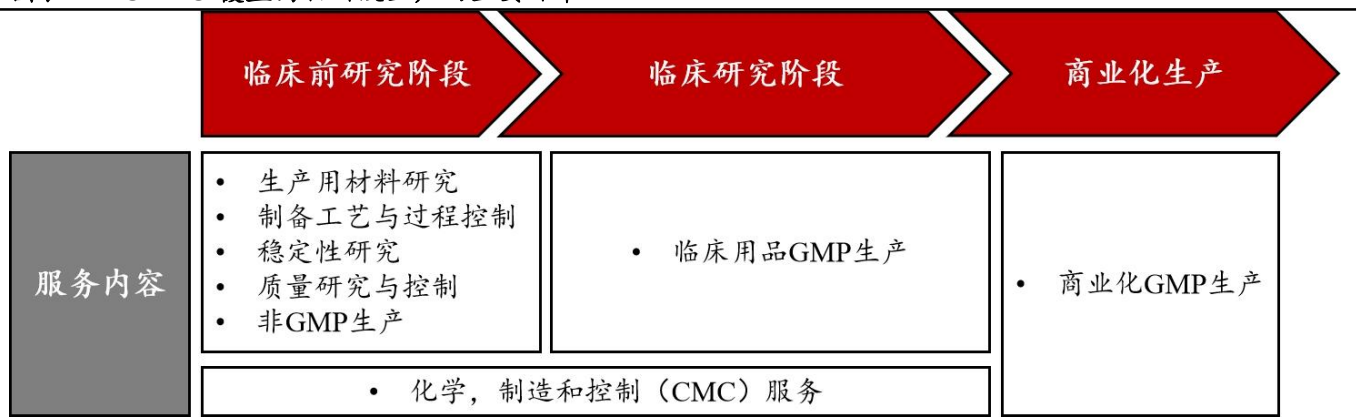 临床前研究阶段
临床研究阶段
商业化生产
服务内容
• 生产用材料研究
• 制备工艺与过程控制
• 稳定性研究
• 质量研究与控制
• 非GMP生产
• 临床用品GMP生产
• 商业化GMP生产
• 化学，制造和控制（CMC）服务